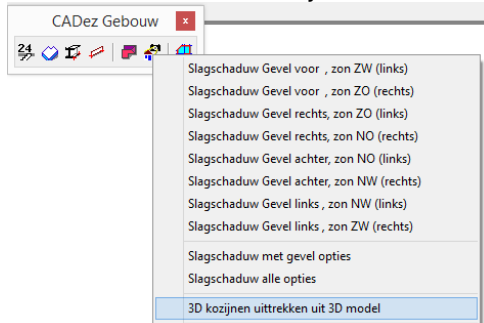 CADez Gebouw x
24
Slagschaduw Gevel voor , zon ZW (links)
Slagschaduw Gevel voor , zon ZO (rechts)
Slagschaduw Gevel rechts, zon ZO (links)
Slagschaduw Gevel rechts, zon NO (rechts)
Slagschaduw Gevel achter, zon NO (links)
Slagschaduw Gevel achter, zon NW (rechts)
Slagschaduw Gevel links , zon NW (links)
Slagschaduw Gevel links , zon ZW (rechts)
Slagschaduw met gevel opties
Slagschaduw alle opties
3D kozijnen uittrekken uit 3D model